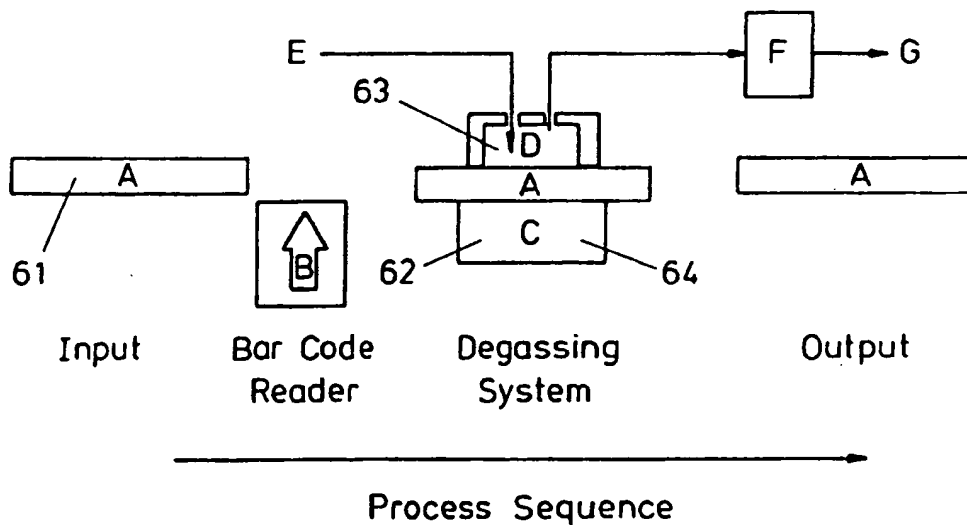 E
F
G
63
D
A
A
A
61
B
62
C
64
Input
Bar Code
Reader
Degassing
System
Output
Process Sequence